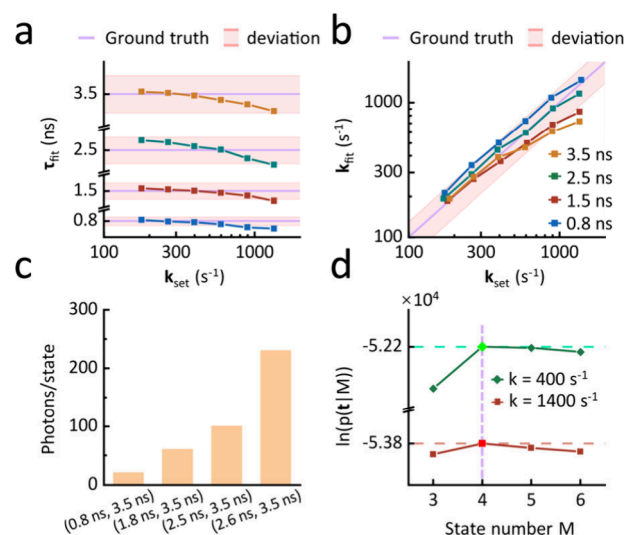 a
Ground truth
deviation
τfit (ns)
3.5
2.5
1.5
0.8
100
300
1000
kset (s⁻¹)
b
Ground truth
deviation
kfit (s⁻¹)
1000
300
100
3.5 ns
2.5 ns
1.5 ns
0.8 ns
100
300
1000
kset (s⁻¹)
c
Photons/state
300
200
100
0
(0.8 ns, 3.5 ns)
(1.8 ns, 3.5 ns)
(2.5 ns, 3.5 ns)
(2.6 ns, 3.5 ns)
d
×10⁴
ln(p(t|M))
-5.22
-5.38
k = 400 s⁻¹
k = 1400 s⁻¹
3
4
5
6
State number M